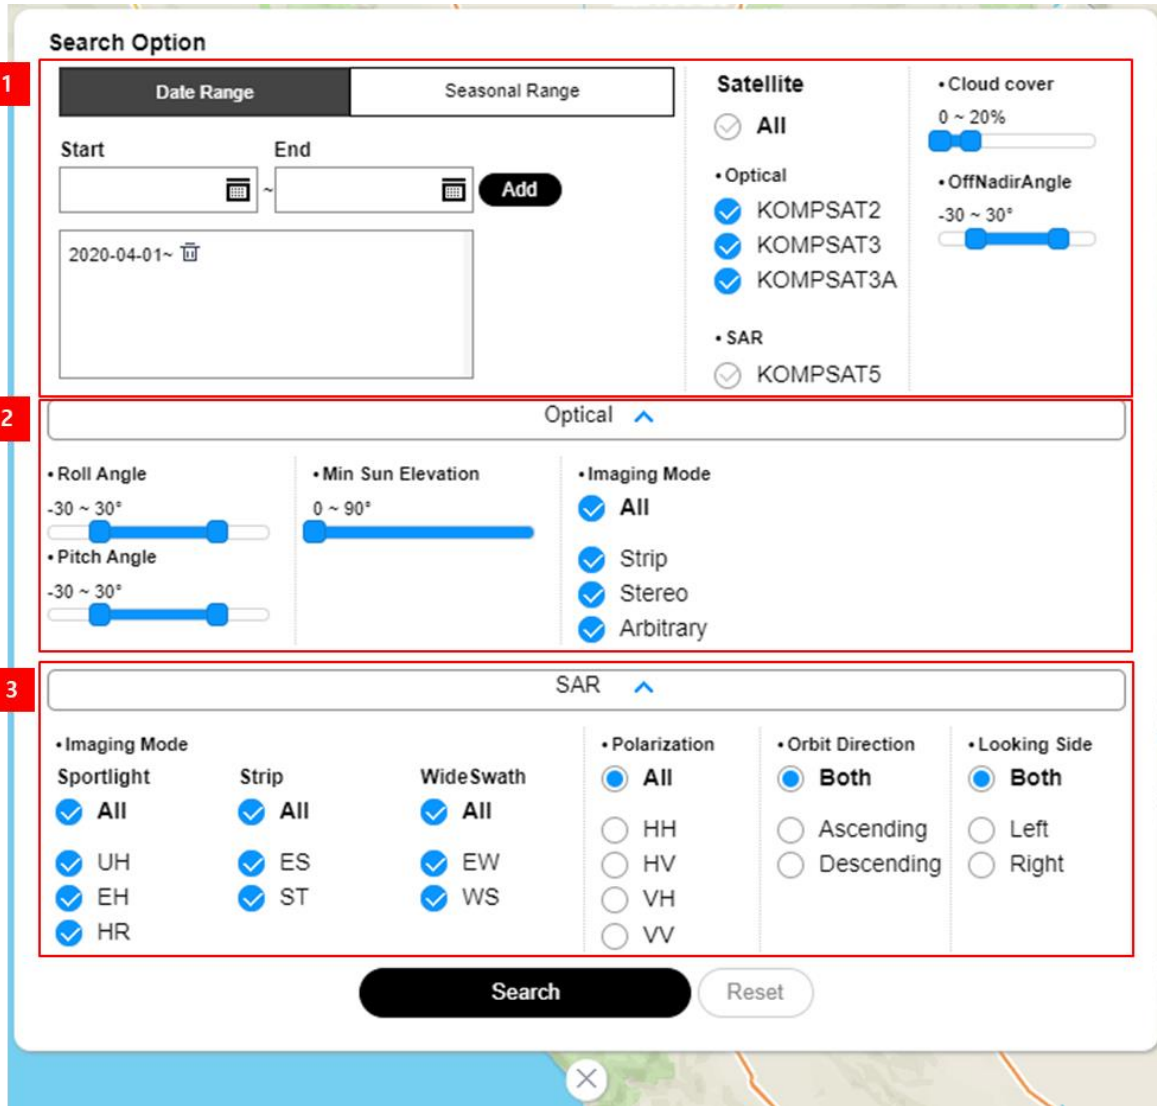 Search Option
1
Date Range
Seasonal Range
Start
End
~
Add
2020-04-01~
Satellite
All
• Optical
KOMPSAT2
KOMPSAT3
KOMPSAT3A
• SAR
KOMPSAT5
• Cloud cover
0 ~ 20%
• OffNadirAngle
-30 ~ 30°
2
Optical
• Roll Angle
-30 ~ 30°
• Pitch Angle
-30 ~ 30°
• Min Sun Elevation
0 ~ 90°
• Imaging Mode
All
Strip
Stereo
Arbitrary
3
SAR
• Imaging Mode
Sportlight
All
UH
EH
HR
Strip
All
ES
ST
WideSwath
All
EW
WS
• Polarization
All
HH
HV
VH
VV
• Orbit Direction
Both
Ascending
Descending
• Looking Side
Both
Left
Right
Search
Reset